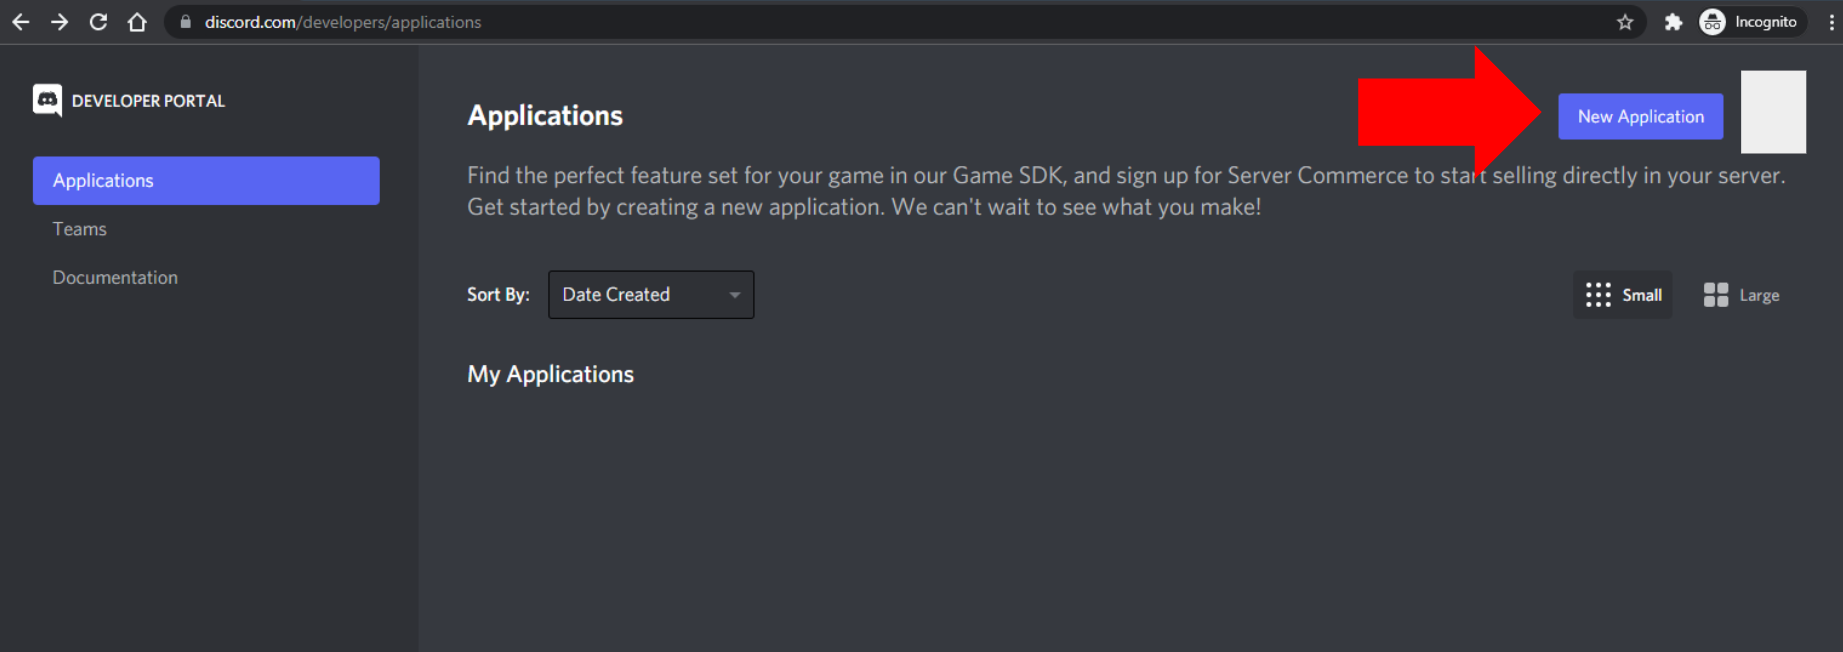 discord.com/developers/applications
Incognito
DEVELOPER PORTAL
Applications
Teams
Documentation
Applications
New Application
Find the perfect feature set for your game in our Game SDK, and sign up for Server Commerce to start selling directly in your server.
Get started by creating a new application. We can't wait to see what you make!
Sort By:
Date Created
Small
Large
My Applications